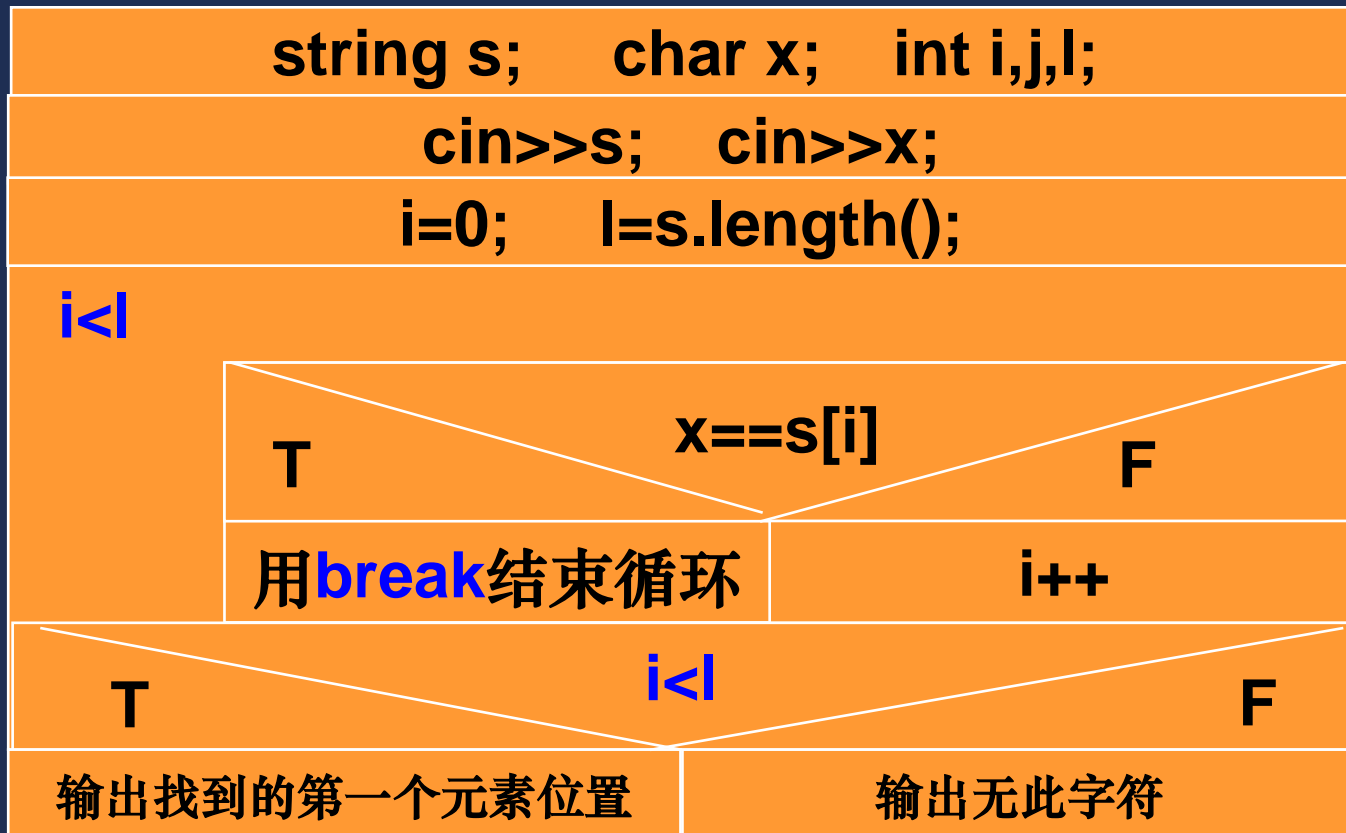 string s; char x; int i,j,l;
cin>>s; cin>>x;
i=0; l=s.length();
i<l
x==s[i]
T F
用break结束循环 i++
i<l
T F
输出找到的第一个元素位置 输出无此字符